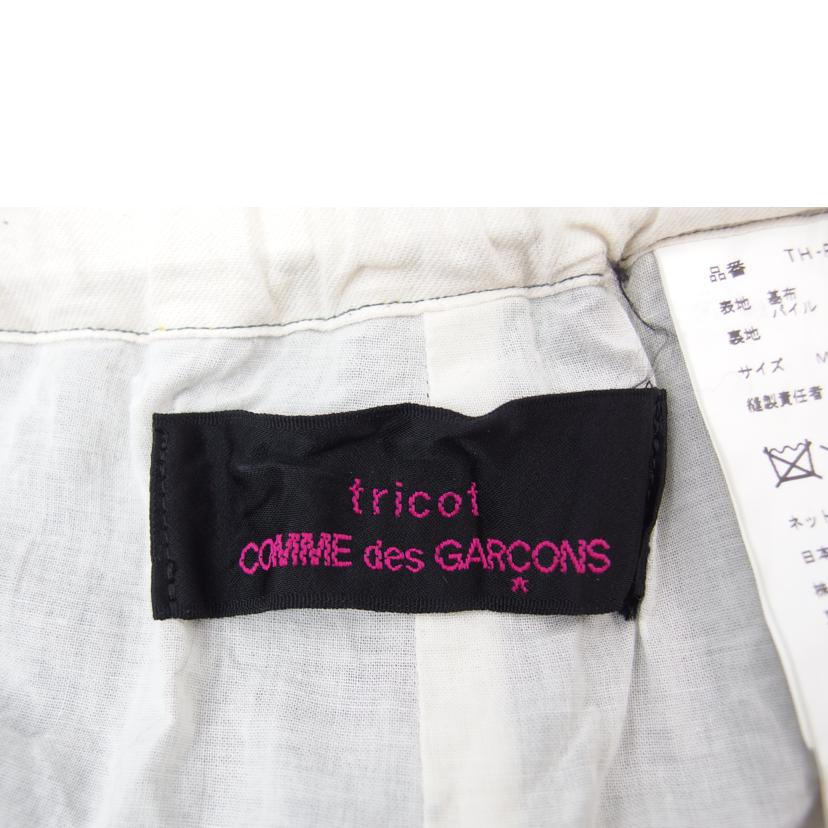 tricot
COMME des GARCONS
品番 TH-
表地 基布
パイル
裏地
サイズ M
縫製責任者
ネット
日本
株